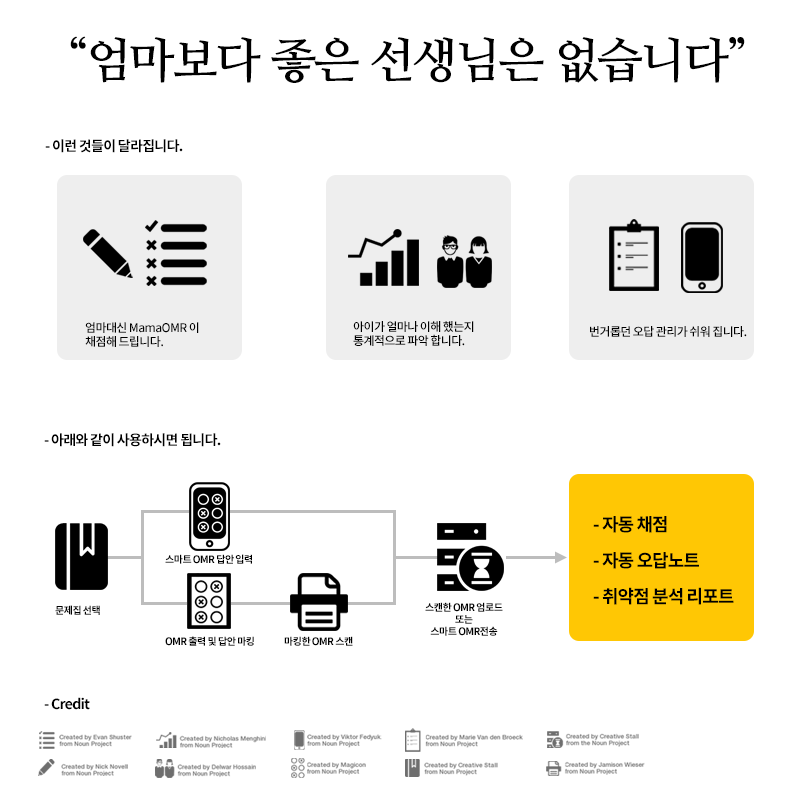 “엄마보다 좋은 선생님은 없습니다”
- 이런 것들이 달라집니다.
엄마대신 MamaOMR 이
채점해 드립니다.
아이가 얼마나 이해 했는지
통계적으로 파악 합니다.
번거롭던 오답 관리가 쉬워 집니다.
- 아래와 같이 사용하시면 됩니다.
문제집 선택
스마트 OMR 답안 입력
OMR 출력 및 답안 마킹
마킹한 OMR 스캔
스캔한 OMR 업로드
또는
스마트 OMR전송
- 자동 채점
- 자동 오답노트
- 취약점 분석 리포트
- Credit
Created by Evan Shuster
from Noun Project
Created by Nicholas Menghini
from Noun Project
Created by Viktor Fedyuk
from Noun Project
Created by Marie Van den Broeck
from Noun Project
Created by Creative Stall
from the Noun Project
Created by Nick Novell
from Noun Project
Created by Delwar Hossain
from Noun Project
Created by Magicon
from Noun Project
Created by Creative Stall
from Noun Project
Created by Jamison Wieser
from Noun Project